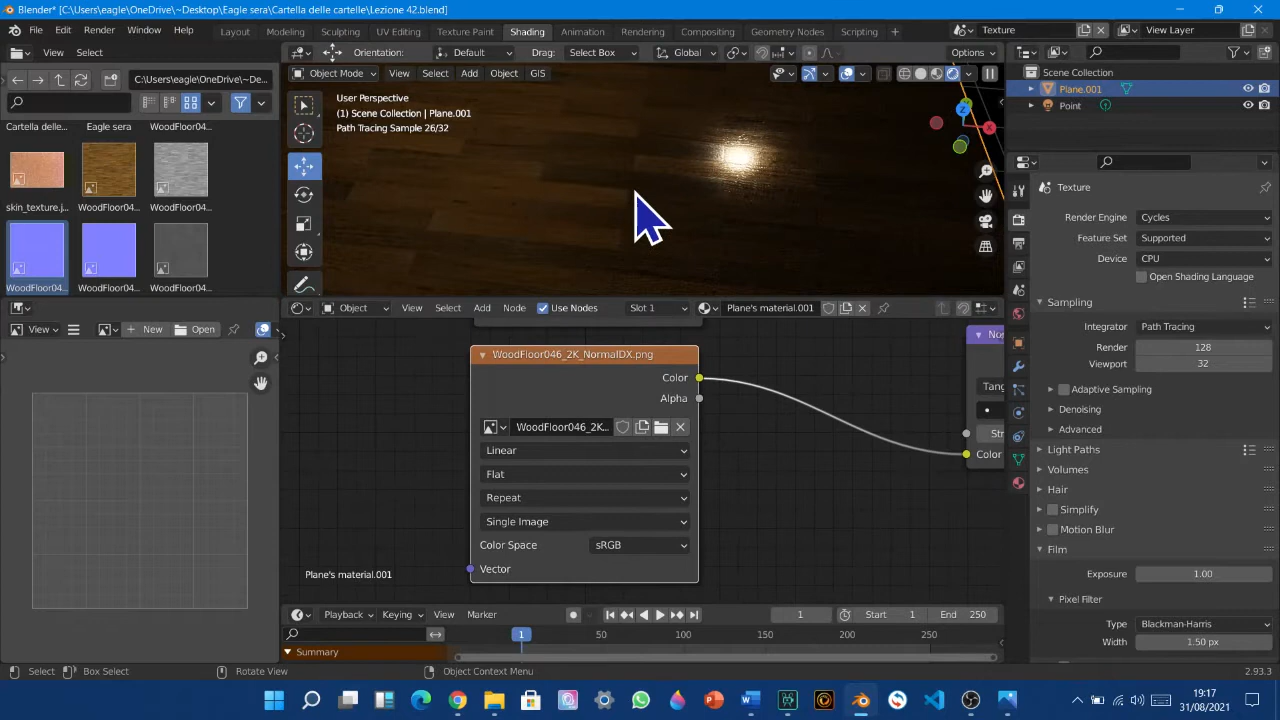 Blender* [C:\Users\eagle\OneDrive\~Desktop\Eagle sera\Cartella delle cartelle\Lezione 42.blend]
File Edit Render Window Help Layout Modeling Sculpting UV Editing Texture Paint Shading Animation Rendering Compositing Geometry Nodes Scripting + Texture View Layer
View Select Orientation: Default Drag: Select Box Global Options
C:\Users\eagle\OneDrive\~De... Object Mode View Select Add Object GIS Scene Collection
User Perspective Plane.001
(1) Scene Collection | Plane.001 Point
Path Tracing Sample 26/32
Cartella delle... Eagle sera WoodFloor04...
skin_texture.j... WoodFloor04... WoodFloor04...
WoodFloor04... WoodFloor04... WoodFloor04...
Z X
Texture
Render Engine Cycles
Feature Set Supported
Device CPU
Open Shading Language
Sampling
Integrator Path Tracing
Render 128
Viewport 32
Adaptive Sampling
Denoising
Advanced
Light Paths
Volumes
Hair
Simplify
Motion Blur
Film
Exposure 1.00
Pixel Filter
Type Blackman-Harris
Width 1.50 px
View New Open
Object View Select Add Node Use Nodes Slot 1 Plane's material.001
WoodFloor046_2K_NormalDX.png
Color
Alpha
WoodFloor046_2K...
Linear
Flat
Repeat
Single Image
Color Space sRGB
Vector
No
Tang
Str
Color
Plane's material.001
Playback Keying View Marker 1 Start 1 End 250
1 50 100 150 200 250
Summary
Select Box Select Rotate View Object Context Menu 2.93.3
19:17
31/08/2021